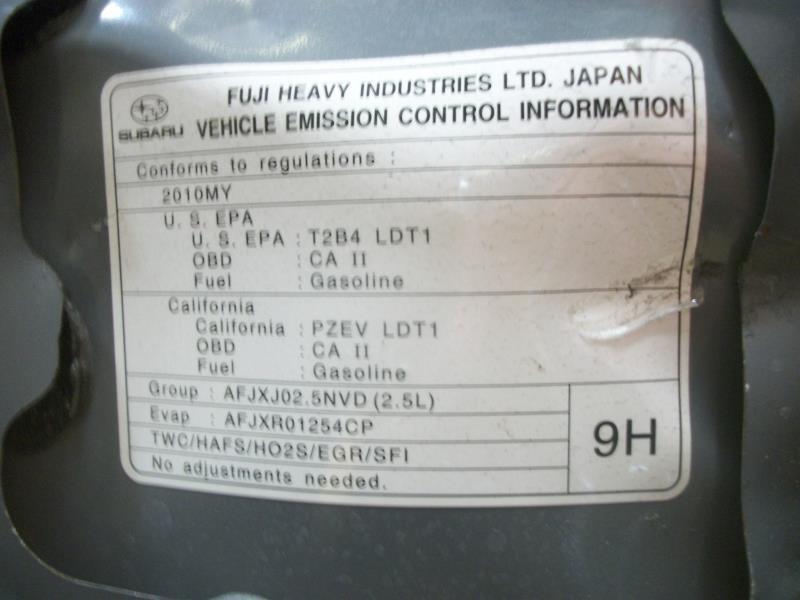 FUJI HEAVY INDUSTRIES LTD. JAPAN
SUBARU VEHICLE EMISSION CONTROL INFORMATION
Conforms to regulations :
2010MY
U. S. EPA
U. S. EPA : T2B4 LDT1
OBD : CA II
Fuel : Gasoline
California
California : PZEV LDT1
OBD : CA II
Fuel : Gasoline
Group : AFJXJ02.5NVD (2.5L)
Evap : AFJXR01254CP
TWC/HAFS/HO2S/EGR/SFI
No adjustments needed.
9H